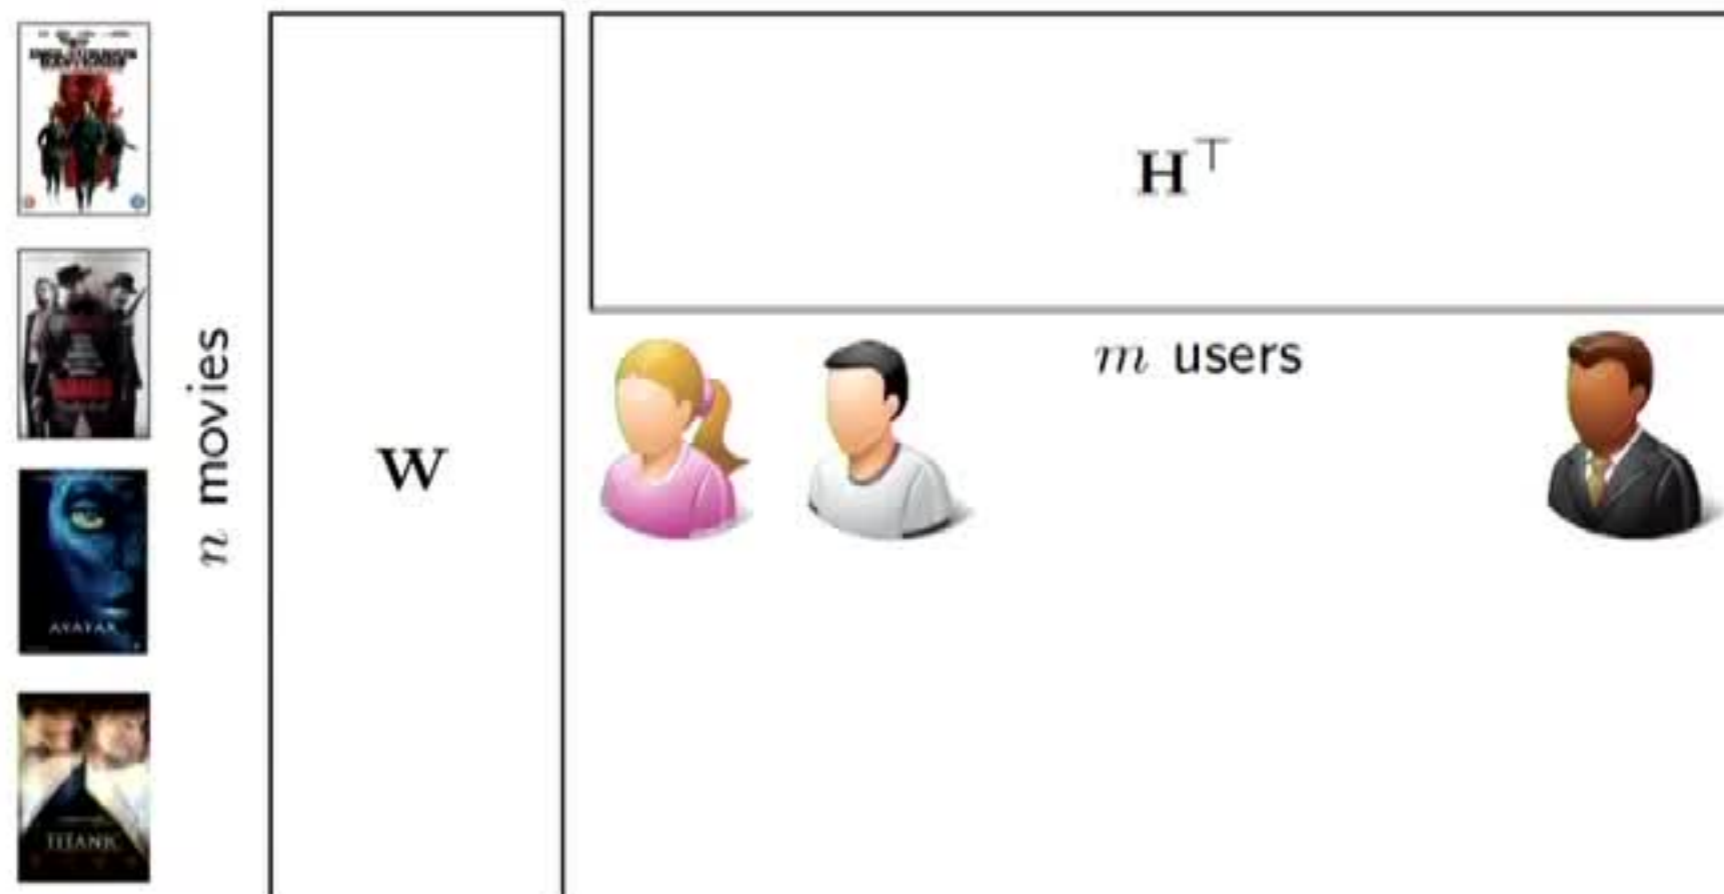 n movies
W
H⊤
m users
AVATAR
TITANIC